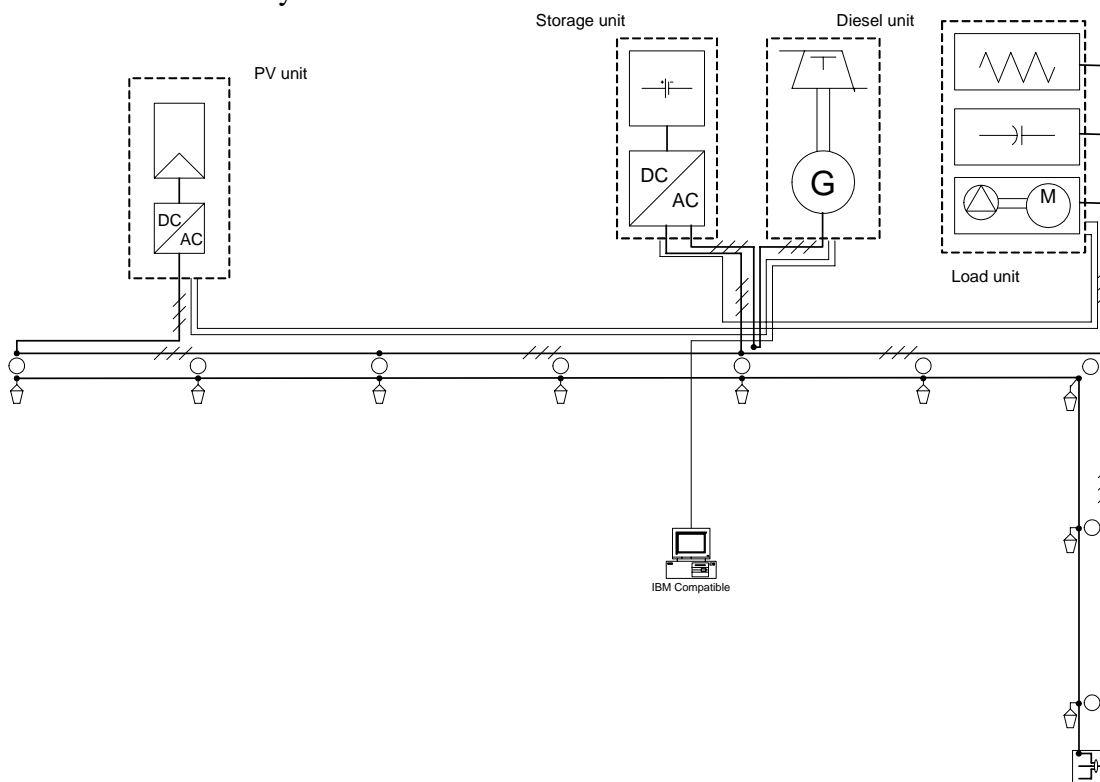 Storage unit
Diesel unit
PV unit
DC
AC
G
M
DC
AC
Load unit
IBM Compatible